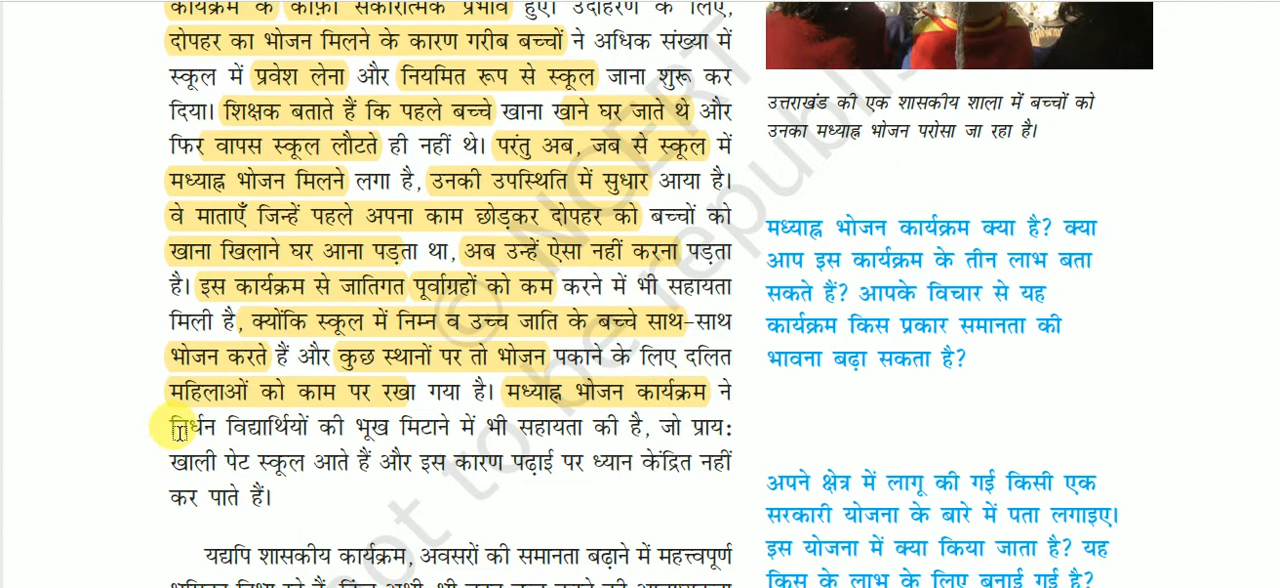 कार्यक्रम के काफ़ी सकारात्मक प्रभाव हुए। उदाहरण के लिए,
दोपहर का भोजन मिलने के कारण गरीब बच्चों ने अधिक संख्या में
स्कूल में प्रवेश लेना और नियमित रूप से स्कूल जाना शुरू कर
दिया। शिक्षक बताते हैं कि पहले बच्चे खाना खाने घर जाते थे और
फिर वापस स्कूल लौटते ही नहीं थे। परंतु अब, जब से स्कूल में
मध्याह्न भोजन मिलने लगा है, उनकी उपस्थिति में सुधार आया है।
वे माताएँ जिन्हें पहले अपना काम छोड़कर दोपहर को बच्चों को
खाना खिलाने घर आना पड़ता था, अब उन्हें ऐसा नहीं करना पड़ता
है। इस कार्यक्रम से जातिगत पूर्वाग्रहों को कम करने में भी सहायता
मिली है, क्योंकि स्कूल में निम्न व उच्च जाति के बच्चे साथ-साथ
भोजन करते हैं और कुछ स्थानों पर तो भोजन पकाने के लिए दलित
महिलाओं को काम पर रखा गया है। मध्याह्न भोजन कार्यक्रम ने
निर्धन विद्यार्थियों की भूख मिटाने में भी सहायता की है, जो प्राय:
खाली पेट स्कूल आते हैं और इस कारण पढ़ाई पर ध्यान केंद्रित नहीं
कर पाते हैं।
यद्यपि शासकीय कार्यक्रम, अवसरों की समानता बढ़ाने में महत्त्वपूर्ण
उत्तराखंड की एक शासकीय शाला में बच्चों को
उनका मध्याह्न भोजन परोसा जा रहा है।
मध्याह्न भोजन कार्यक्रम क्या है? क्या
आप इस कार्यक्रम के तीन लाभ बता
सकते हैं? आपके विचार से यह
कार्यक्रम किस प्रकार समानता की
भावना बढ़ा सकता है?
अपने क्षेत्र में लागू की गई किसी एक
सरकारी योजना के बारे में पता लगाइए।
इस योजना में क्या किया जाता है? यह
किस के लाभ के लिए बनाई गई है?
© NCERT
not to be republis